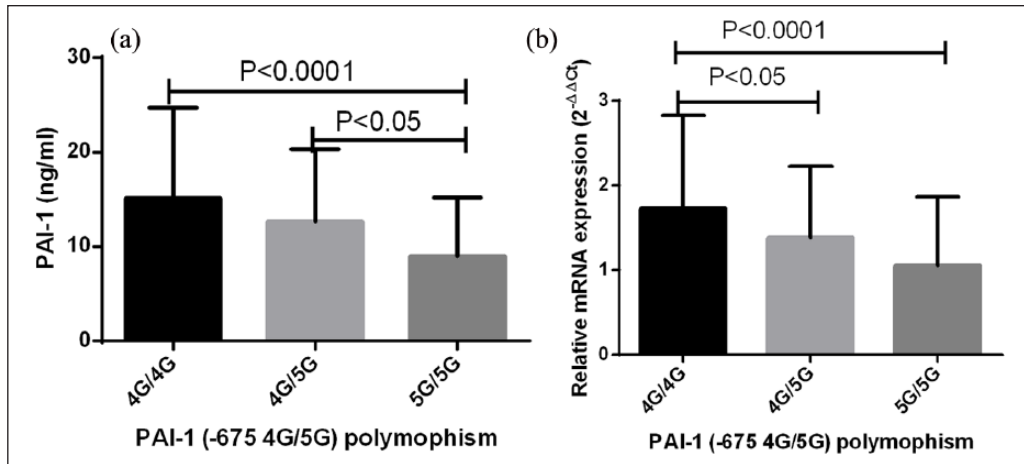 (a)
30
20
10
0
PAI-1 (ng/ml)
P<0.0001
P<0.05
4G/4G
4G/5G
5G/5G
PAI-1 (-675 4G/5G) polymophism
(b)
3
2
1
0
Relative mRNA expression (2^-ΔΔCt)
P<0.0001
P<0.05
4G/4G
4G/5G
5G/5G
PAI-1 (-675 4G/5G) polymophism